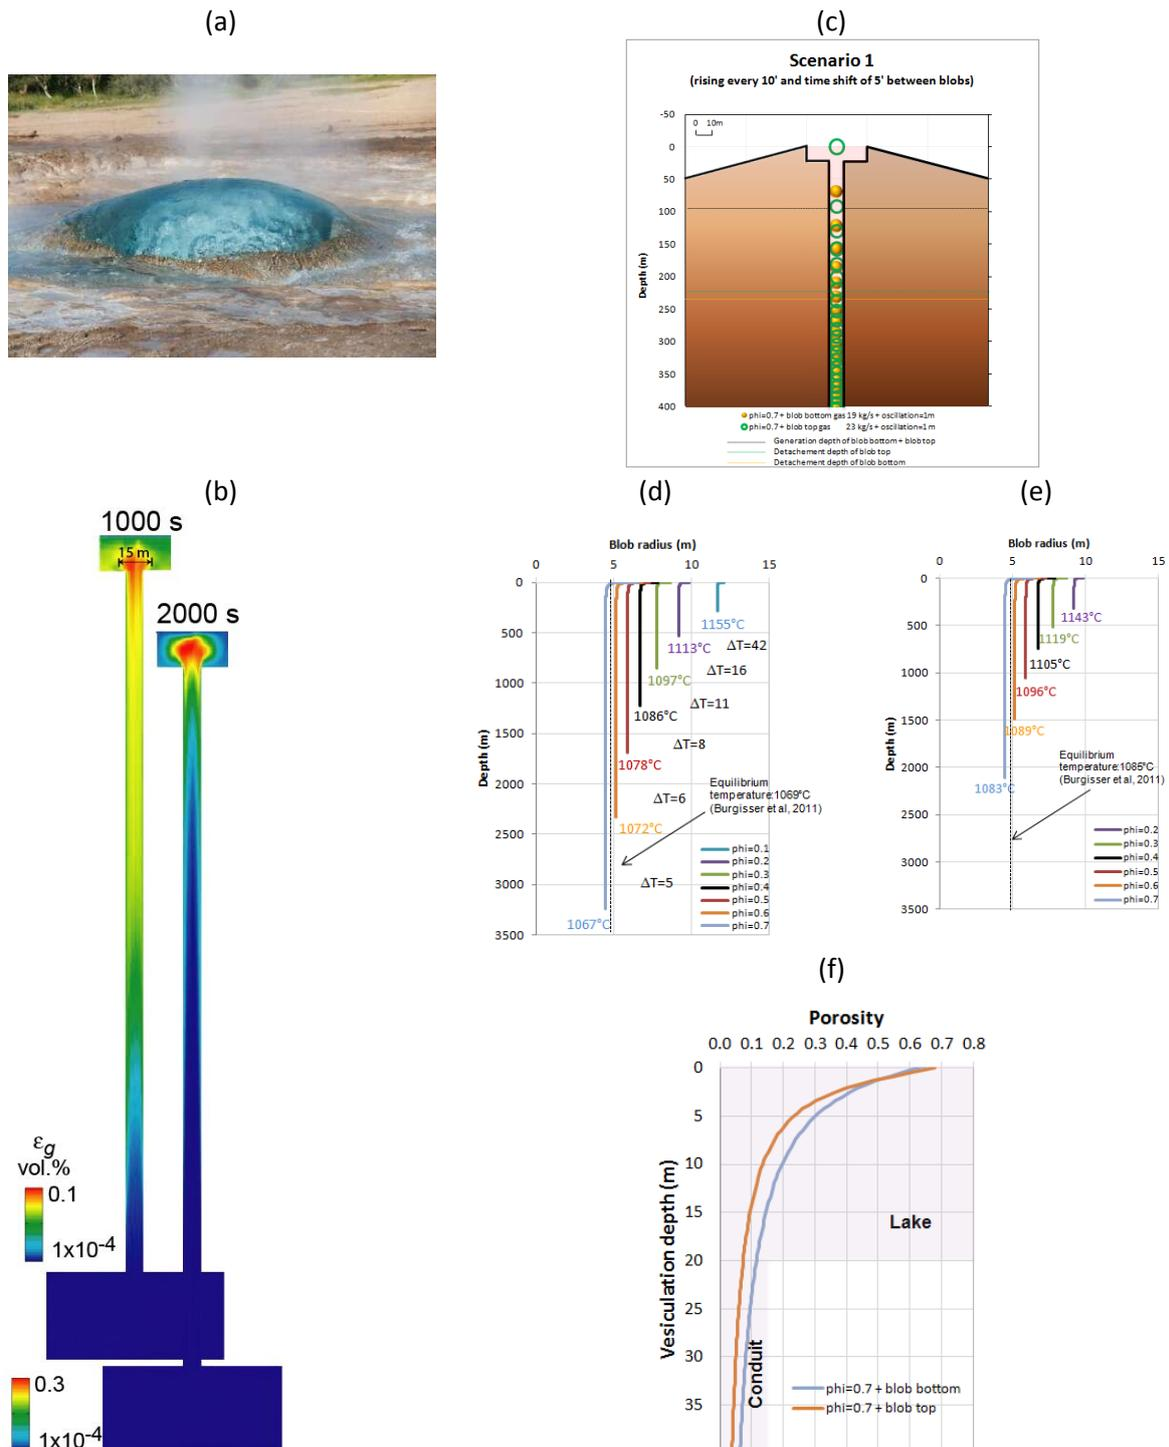 (a)
(c)
Scenario 1
(rising every 10' and time shift of 5' between blobs)
0 10m
-50
0
50
100
150
200
250
300
350
400
Depth (m)
phi=0.7 + blob bottom gas 19 kg/s + oscillation=1m
phi=0.7 + blob top gas 23 kg/s + oscillation=1m
Generation depth of blob bottom + blob top
Detachement depth of blob top
Detachement depth of blob bottom
(b)
1000 s
15 m
2000 s
εg
vol.%
0.1
1x10-4
0.3
1x10-4
(d)
Blob radius (m)
0 5 10 15
0
500
1000
1500
2000
2500
3000
3500
Depth (m)
1155°C
1113°C
ΔT=42
1097°C
ΔT=16
1086°C
ΔT=11
1078°C
ΔT=8
1072°C
ΔT=6
1067°C
ΔT=5
Equilibrium
temperature:1069°C
(Burgisser et al, 2011)
phi=0.1
phi=0.2
phi=0.3
phi=0.4
phi=0.5
phi=0.6
phi=0.7
(e)
Blob radius (m)
0 5 10 15
0
500
1000
1500
2000
2500
3000
3500
Depth (m)
1143°C
1119°C
1105°C
1096°C
1089°C
1083°C
Equilibrium
temperature:1085°C
(Burgisser et al, 2011)
phi=0.2
phi=0.3
phi=0.4
phi=0.5
phi=0.6
phi=0.7
(f)
Porosity
0.0 0.1 0.2 0.3 0.4 0.5 0.6 0.7 0.8
0
5
10
15
20
25
30
35
Vesiculation depth (m)
Lake
Conduit
phi=0.7 + blob bottom
phi=0.7 + blob top